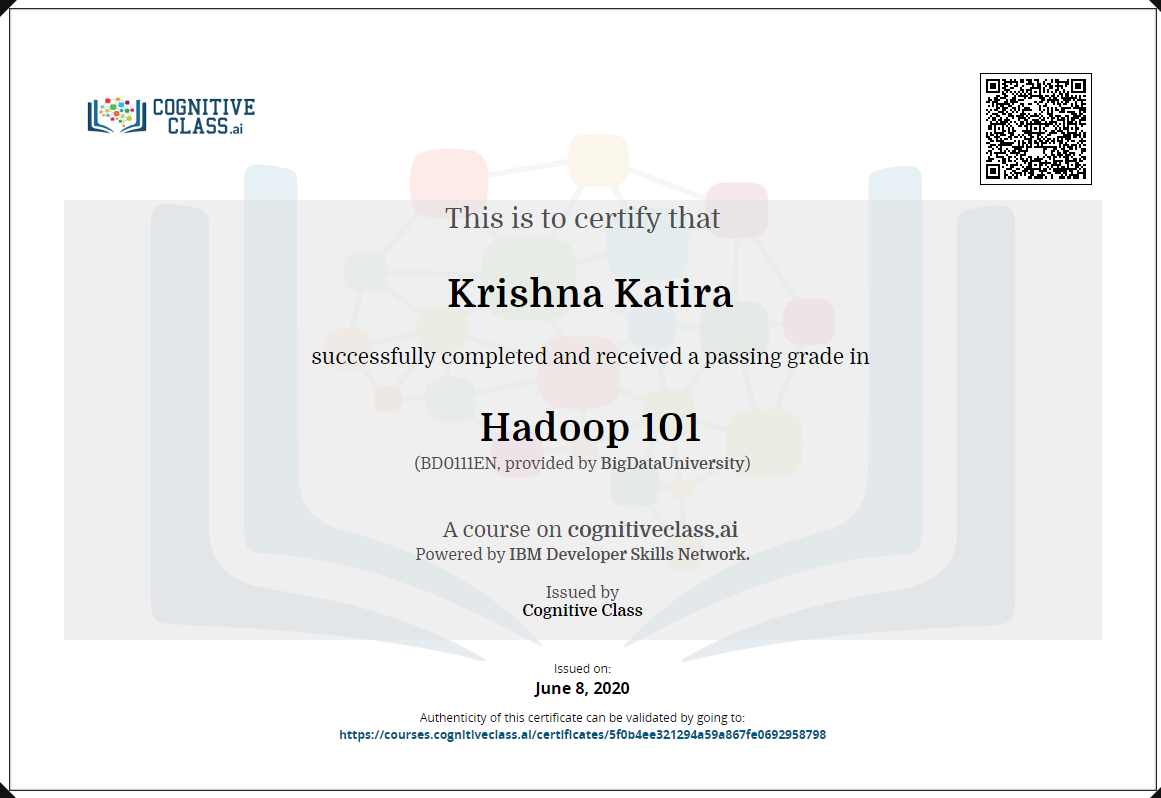 COGNITIVE
CLASS.ai
This is to certify that
Krishna Katira
successfully completed and received a passing grade in
Hadoop 101
(BD0111EN, provided by BigDataUniversity)
A course on cognitiveclass.ai
Powered by IBM Developer Skills Network.
Issued by
Cognitive Class
Issued on:
June 8, 2020
Authenticity of this certificate can be validated by going to:
https://courses.cognitiveclass.ai/certificates/5f0b4ee321294a59a867fe0692958798